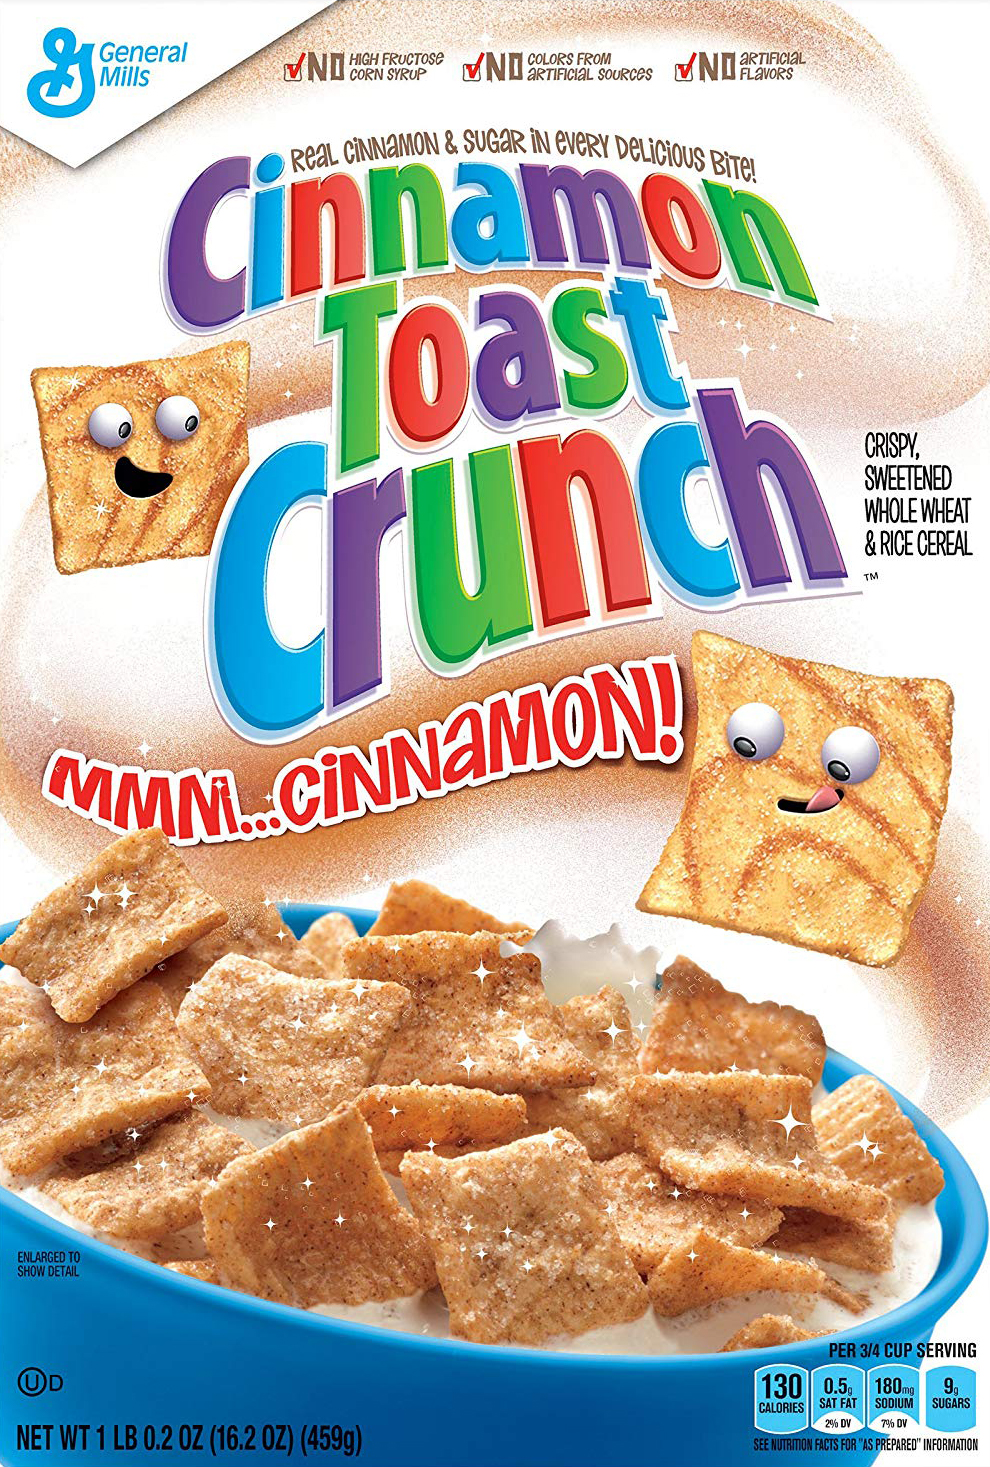 General
Mills
NO HIGH FRUCTOSE
CORN SYRUP
NO COLORS FROM
ARTIFICIAL SOURCES
NO ARTIFICIAL
FLAVORS
REAL CiNNAMON & SUGAR iN EVERY DELiCiOUS BiTE!
Cinnamon
Toast
Crunch
TM
CRISPY,
SWEETENED
WHOLE WHEAT
& RICE CEREAL
MMM...CiNNAMON!
ENLARGED TO
SHOW DETAIL
U D
NET WT 1 LB 0.2 OZ (16.2 OZ) (459g)
PER 3/4 CUP SERVING
130
CALORIES
0.5g
SAT FAT
2% DV
180mg
SODIUM
7% DV
9g
SUGARS
SEE NUTRITION FACTS FOR "AS PREPARED" INFORMATION